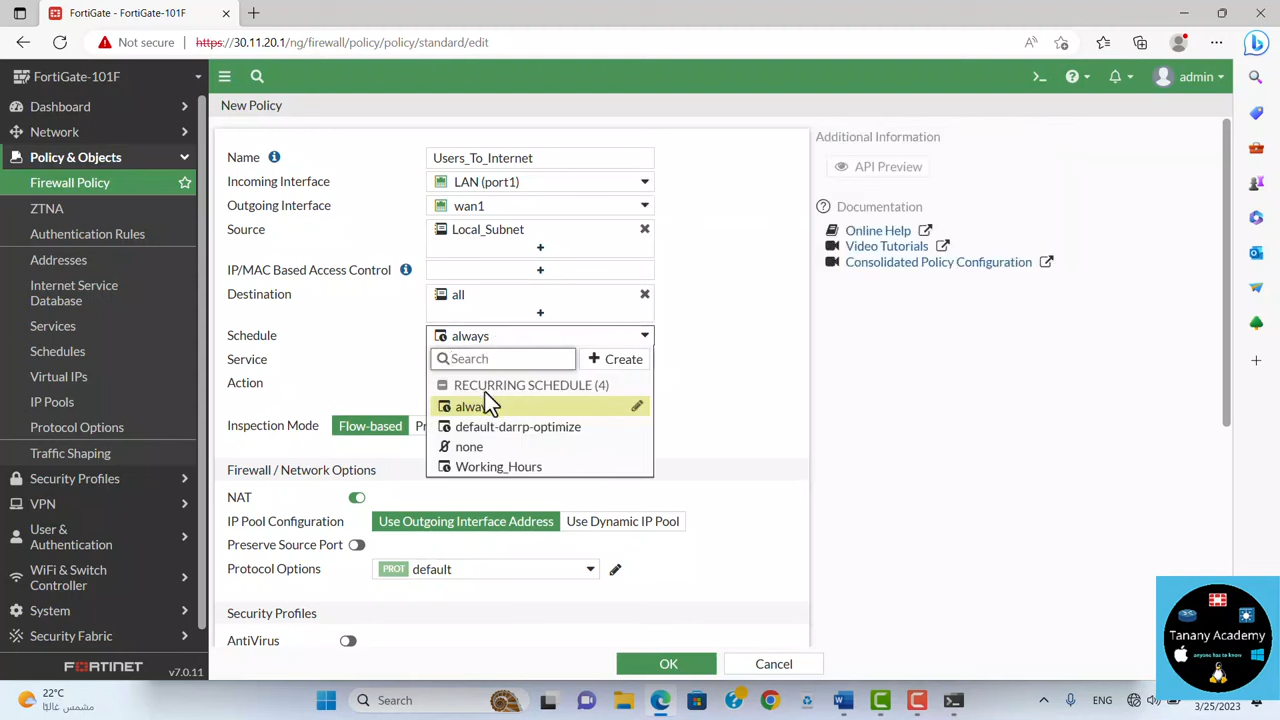 FortiGate - FortiGate-101F
Not secure
https://30.11.20.1/ng/firewall/policy/policy/standard/edit
FortiGate-101F
admin
Dashboard
Network
Policy & Objects
Firewall Policy
ZTNA
Authentication Rules
Addresses
Internet Service
Database
Services
Schedules
Virtual IPs
IP Pools
Protocol Options
Traffic Shaping
Security Profiles
VPN
User &
Authentication
WiFi & Switch
Controller
System
Security Fabric
FORTINET
v7.0.11
New Policy
Name
Users_To_Internet
Incoming Interface
LAN (port1)
Outgoing Interface
wan1
Source
Local_Subnet
IP/MAC Based Access Control
Destination
all
Schedule
always
Service
Search
Create
Action
RECURRING SCHEDULE (4)
default-darrp-optimize
none
Working_Hours
Inspection Mode
Flow-based
Firewall / Network Options
NAT
IP Pool Configuration
Use Outgoing Interface Address
Use Dynamic IP Pool
Preserve Source Port
Protocol Options
PROT
default
Security Profiles
AntiVirus
OK
Cancel
Additional Information
API Preview
Documentation
Online Help
Video Tutorials
Consolidated Policy Configuration
Tanany Academy
anyone has to know
22°C
مشمس غالبًا
Search
ENG
3/25/2023